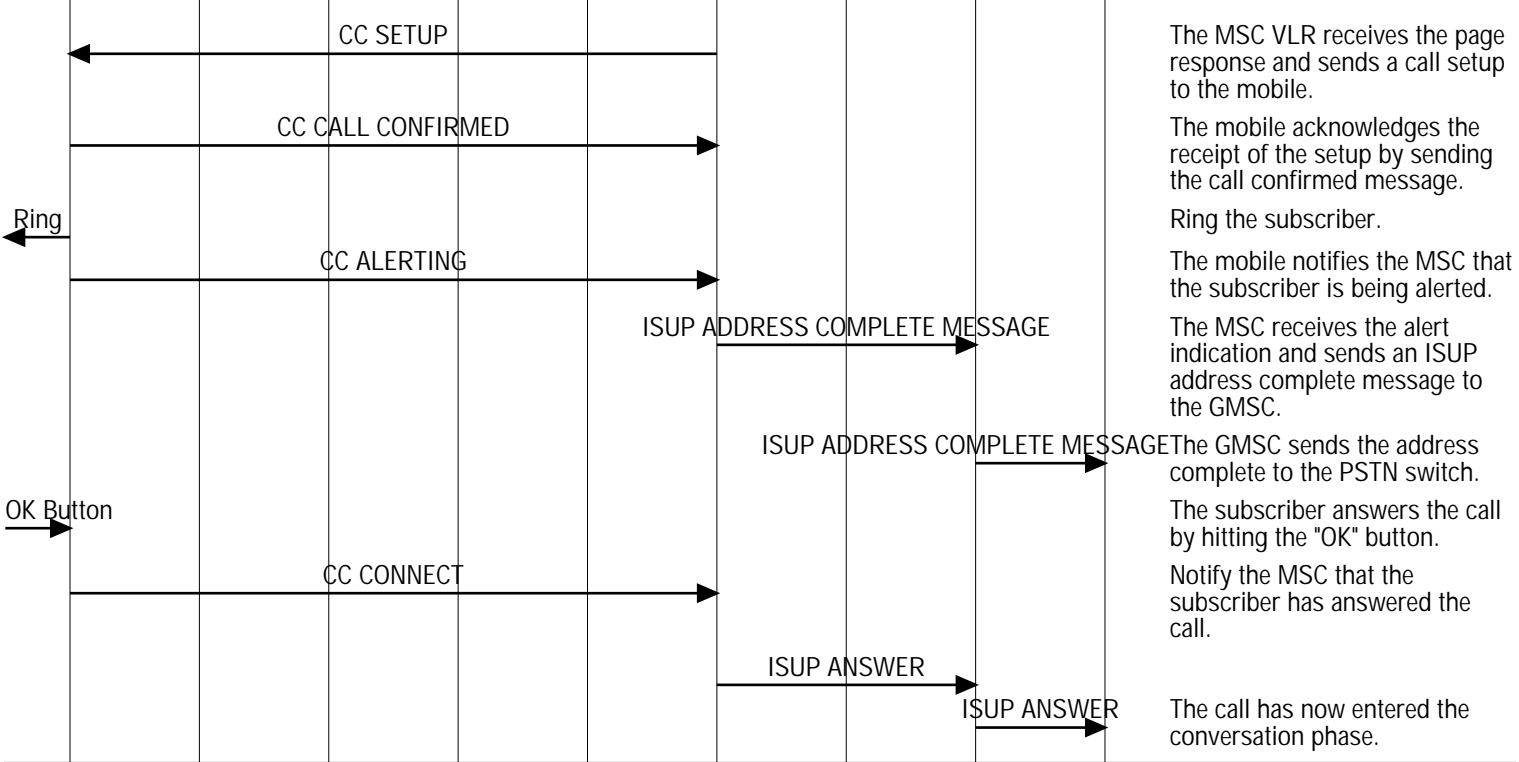 CC SETUP
The MSC VLR receives the page
response and sends a call setup
to the mobile.
CC CALL CONFIRMED
The mobile acknowledges the
receipt of the setup by sending
the call confirmed message.
Ring
Ring the subscriber.
CC ALERTING
The mobile notifies the MSC that
the subscriber is being alerted.
ISUP ADDRESS COMPLETE MESSAGE
The MSC receives the alert
indication and sends an ISUP
address complete message to
the GMSC.
ISUP ADDRESS COMPLETE MESSAGE
The GMSC sends the address
complete to the PSTN switch.
OK Button
The subscriber answers the call
by hitting the "OK" button.
CC CONNECT
Notify the MSC that the
subscriber has answered the
call.
ISUP ANSWER
ISUP ANSWER
The call has now entered the
conversation phase.